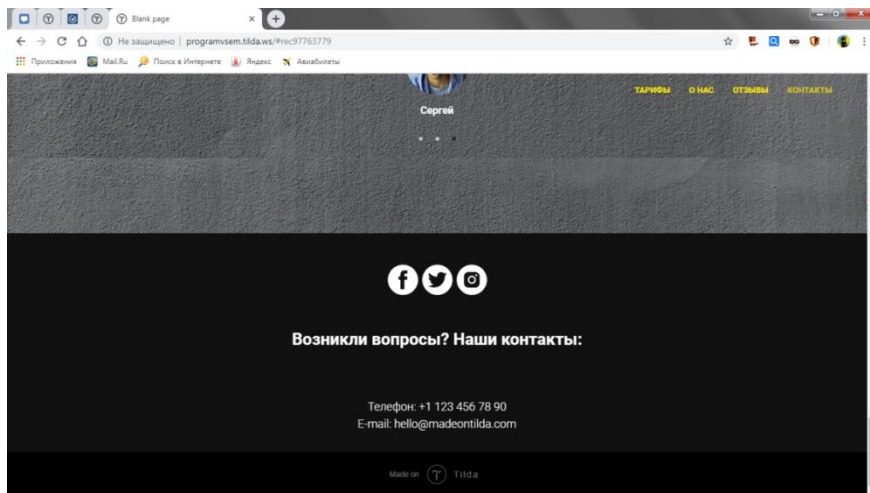 Blank page
Не защищено | programvsem.tilda.ws/#rec97763779
Приложения Mail.Ru Поиск в Интернете Яндекс Авиабилеты
ТАРИФЫ О НАС ОТЗЫВЫ КОНТАКТЫ
Сергей
Возникли вопросы? Наши контакты:
Телефон: +1 123 456 78 90
E-mail: hello@madeontilda.com
Made on Tilda